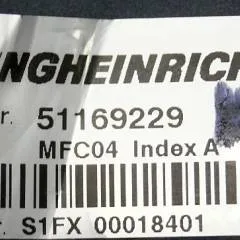 NGHEINRICH
r. 51169229
MFC04 Index A
r. S1FX 00018401